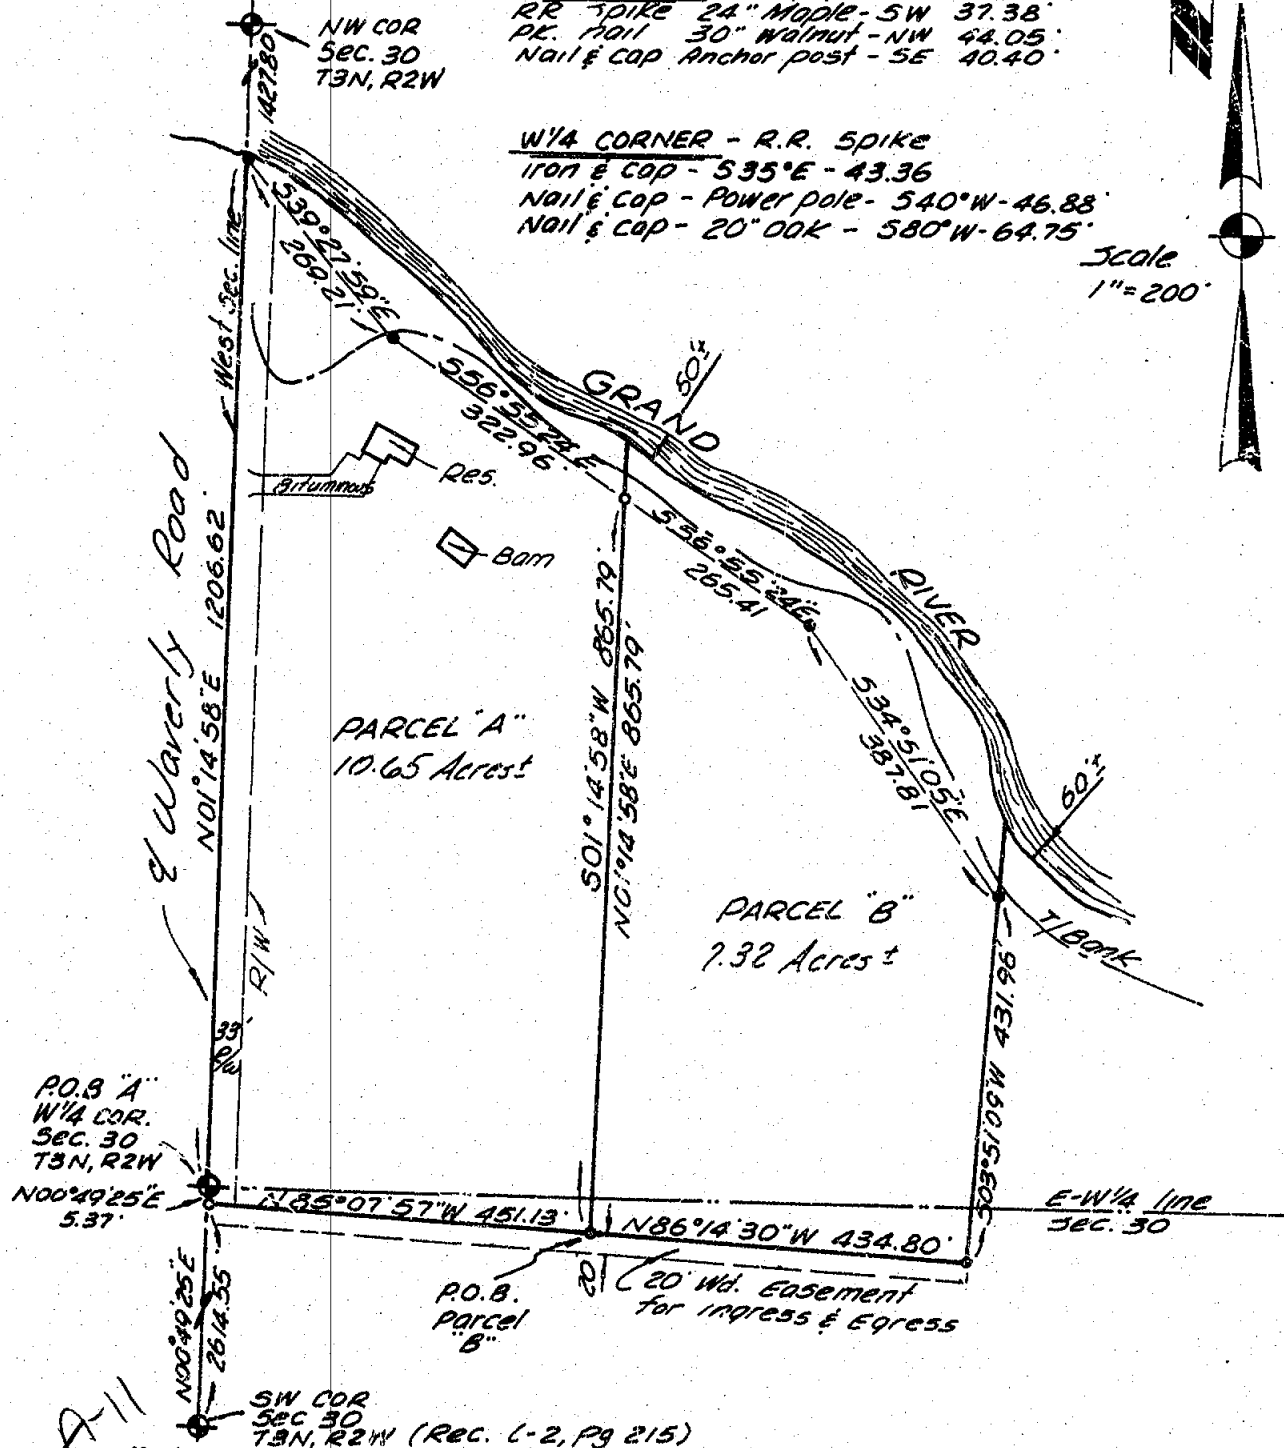 RR Spike 24" Maple - SW 37.38'
PK. nail 30" Walnut - NW 44.05'
Nail & Cap Anchor post - SE 40.40'
NW COR
Sec. 30
T3N, R2W
1427.80
W 1/4 CORNER - R.R. Spike
Iron & cap - S35°E - 43.36
Nail & Cap - Power pole - S40°W - 46.88'
Nail & Cap - 20" Oak - S80°W - 64.75'
Scale
1" = 200'
West Sec. line
S39°27'59"E
269.21'
S56°55'24"E
322.96'
GRAND
50'±
Res.
Bituminous
Barn
S56°55'24"E
265.41
RIVER
℄ Waverly Road
N01°14'58"E 1206.62'
S01°14'58"W 865.79'
N01°14'58"E 865.79'
PARCEL "A"
10.65 Acres±
S34°51'05"E
387.81
60'±
PARCEL "B"
7.32 Acres±
T/Bank
R/W
33'
R/W
S03°51'09"W 431.96'
P.O.B "A"
W 1/4 COR.
Sec. 30
T3N, R2W
N00°49'25"E
5.37'
N85°07'57"W 451.13'
N86°14'30"W 434.80'
E-W 1/4 line
Sec. 30
20'
20' Wd. Easement
for ingress & Egress
P.O.B.
Parcel
"B"
N00°49'25"E
2614.55'
A-11
SW COR
Sec 30
T3N, R2W (Rec. L-2, Pg 215)